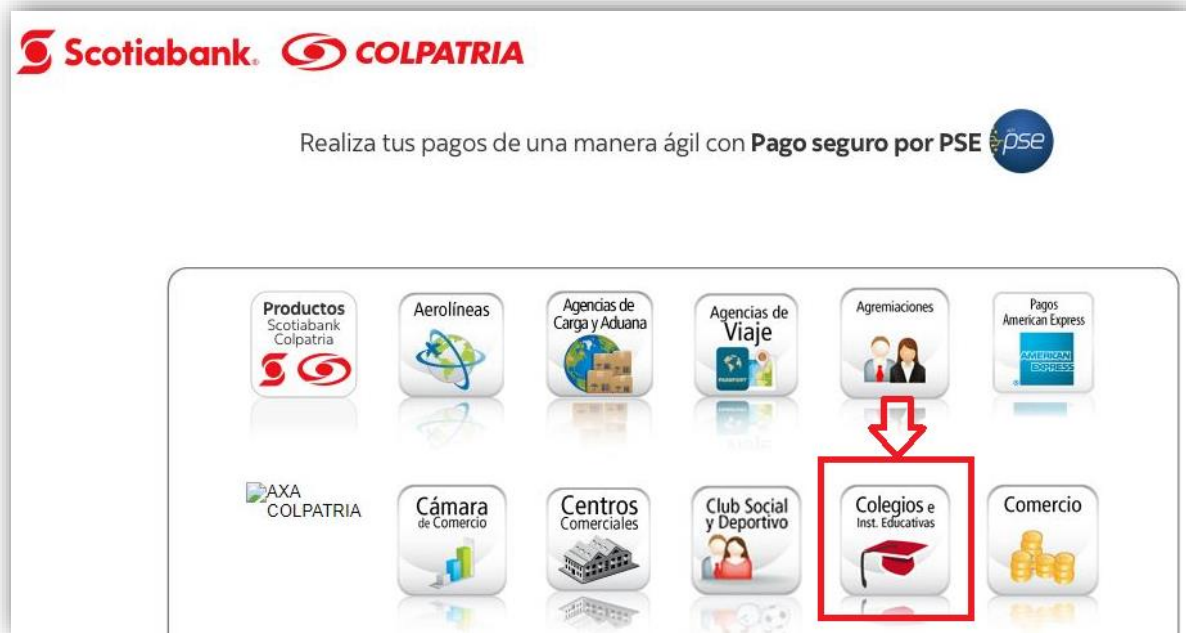 Scotiabank. COLPATRIA
Realiza tus pagos de una manera ágil con Pago seguro por PSE pse
Productos
Scotiabank
Colpatria
Aerolíneas
Agencias de
Carga y Aduana
Agencias de
Viaje
PASSPORT
Agremiaciones
Pagos
American Express
AMERICAN
EXPRESS
AXA
COLPATRIA
Cámara
de Comercio
Centros
Comerciales
Club Social
y Deportivo
Colegios e
Inst. Educativas
Comercio